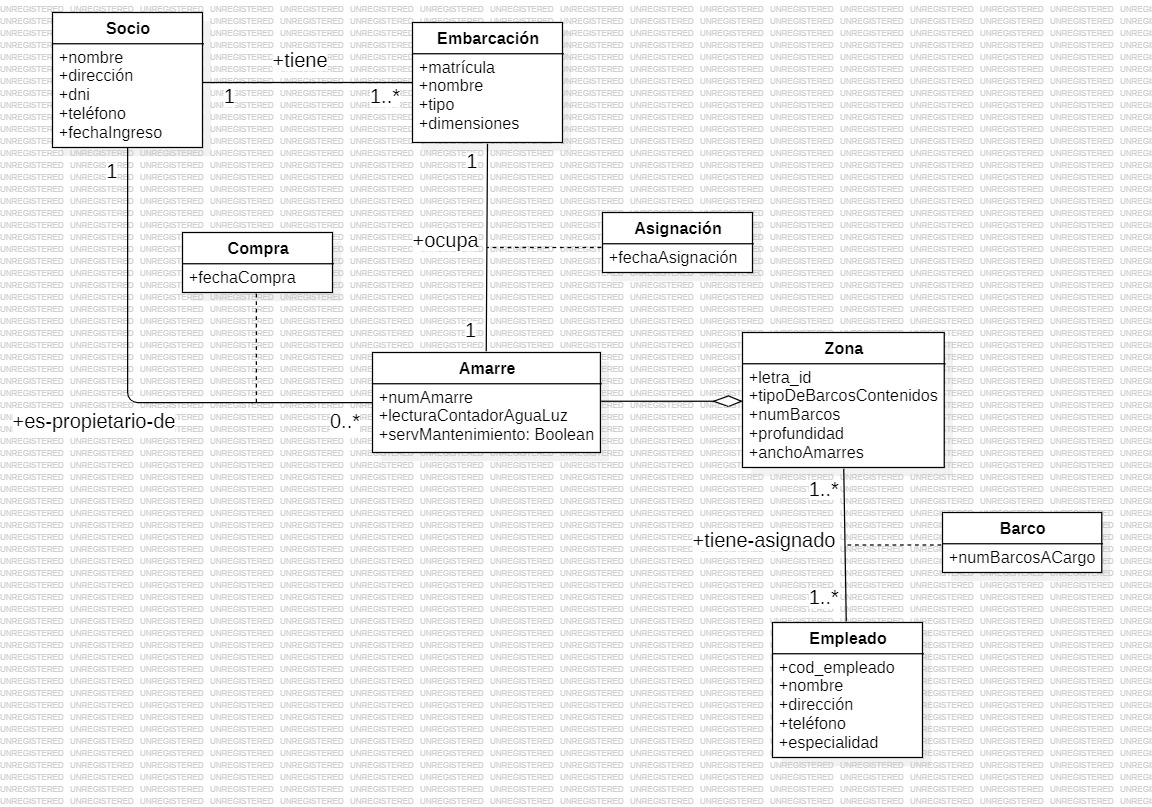 Socio
+nombre
+dirección
+dni
+teléfono
+fechaIngreso
+tiene
1
1..*
Embarcación
+matrícula
+nombre
+tipo
+dimensiones
1
1
+ocupa
1
Asignación
+fechaAsignación
Compra
+fechaCompra
+es-propietario-de
0..*
Amarre
+numAmarre
+lecturaContadorAguaLuz
+servMantenimiento: Boolean
Zona
+letra_id
+tipoDeBarcosContenidos
+numBarcos
+profundidad
+anchoAmarres
1..*
+tiene-asignado
1..*
Barco
+numBarcosACargo
Empleado
+cod_empleado
+nombre
+dirección
+teléfono
+especialidad
UNREGISTERED